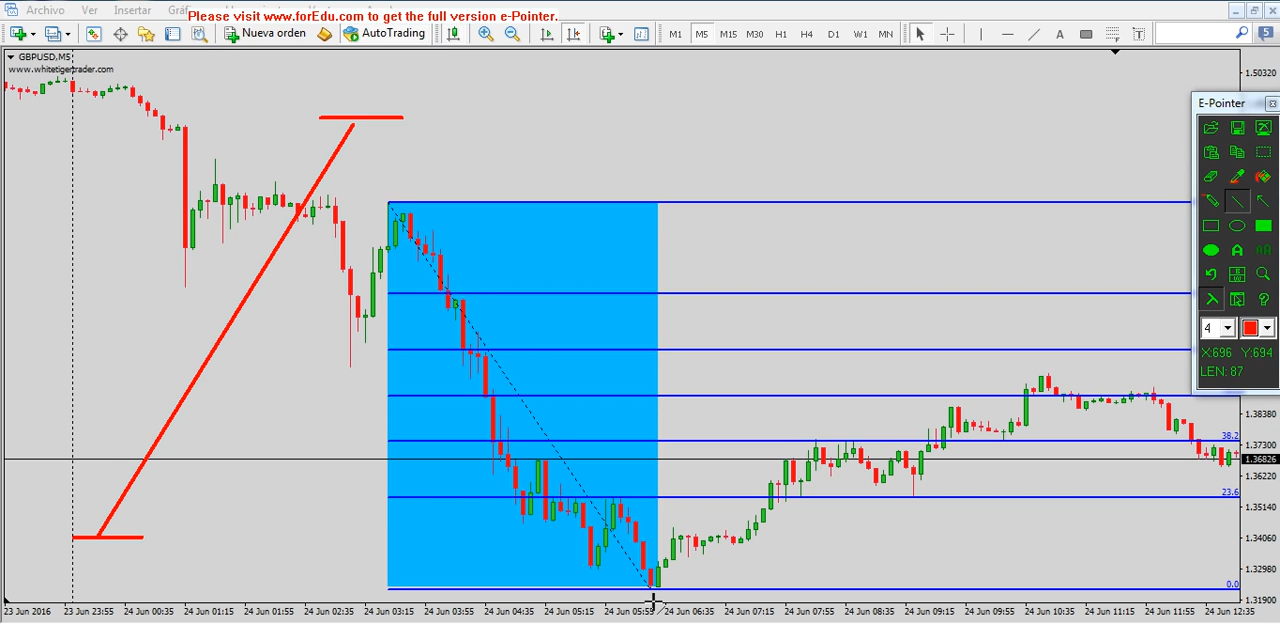 Archivo Ver Insertar
Please visit www.forEdu.com to get the full version e-Pointer.
Nueva orden AutoTrading M1 M5 M15 H1 H4 D1 W1 MN A T 5
GBPUSD,M5
www.whitetigertrader.com
1.50320
E-Pointer
A
4
X:696 Y:694
LEN: 87
1.38380
38.2
1.37300
1.36826
1.36220
23.6
1.35140
1.34060
1.32980
0.0
1.31900
23 Jun 2016 23 Jun 23:55 24 Jun 00:35 24 Jun 01:15 24 Jun 01:55 24 Jun 02:35 24 Jun 03:15 24 Jun 03:55 24 Jun 04:35 24 Jun 05:15 24 Jun 05:55 24 Jun 06:35 24 Jun 07:15 24 Jun 07:55 24 Jun 08:35 24 Jun 09:15 24 Jun 09:55 24 Jun 10:35 24 Jun 11:15 24 Jun 11:55 24 Jun 12:35